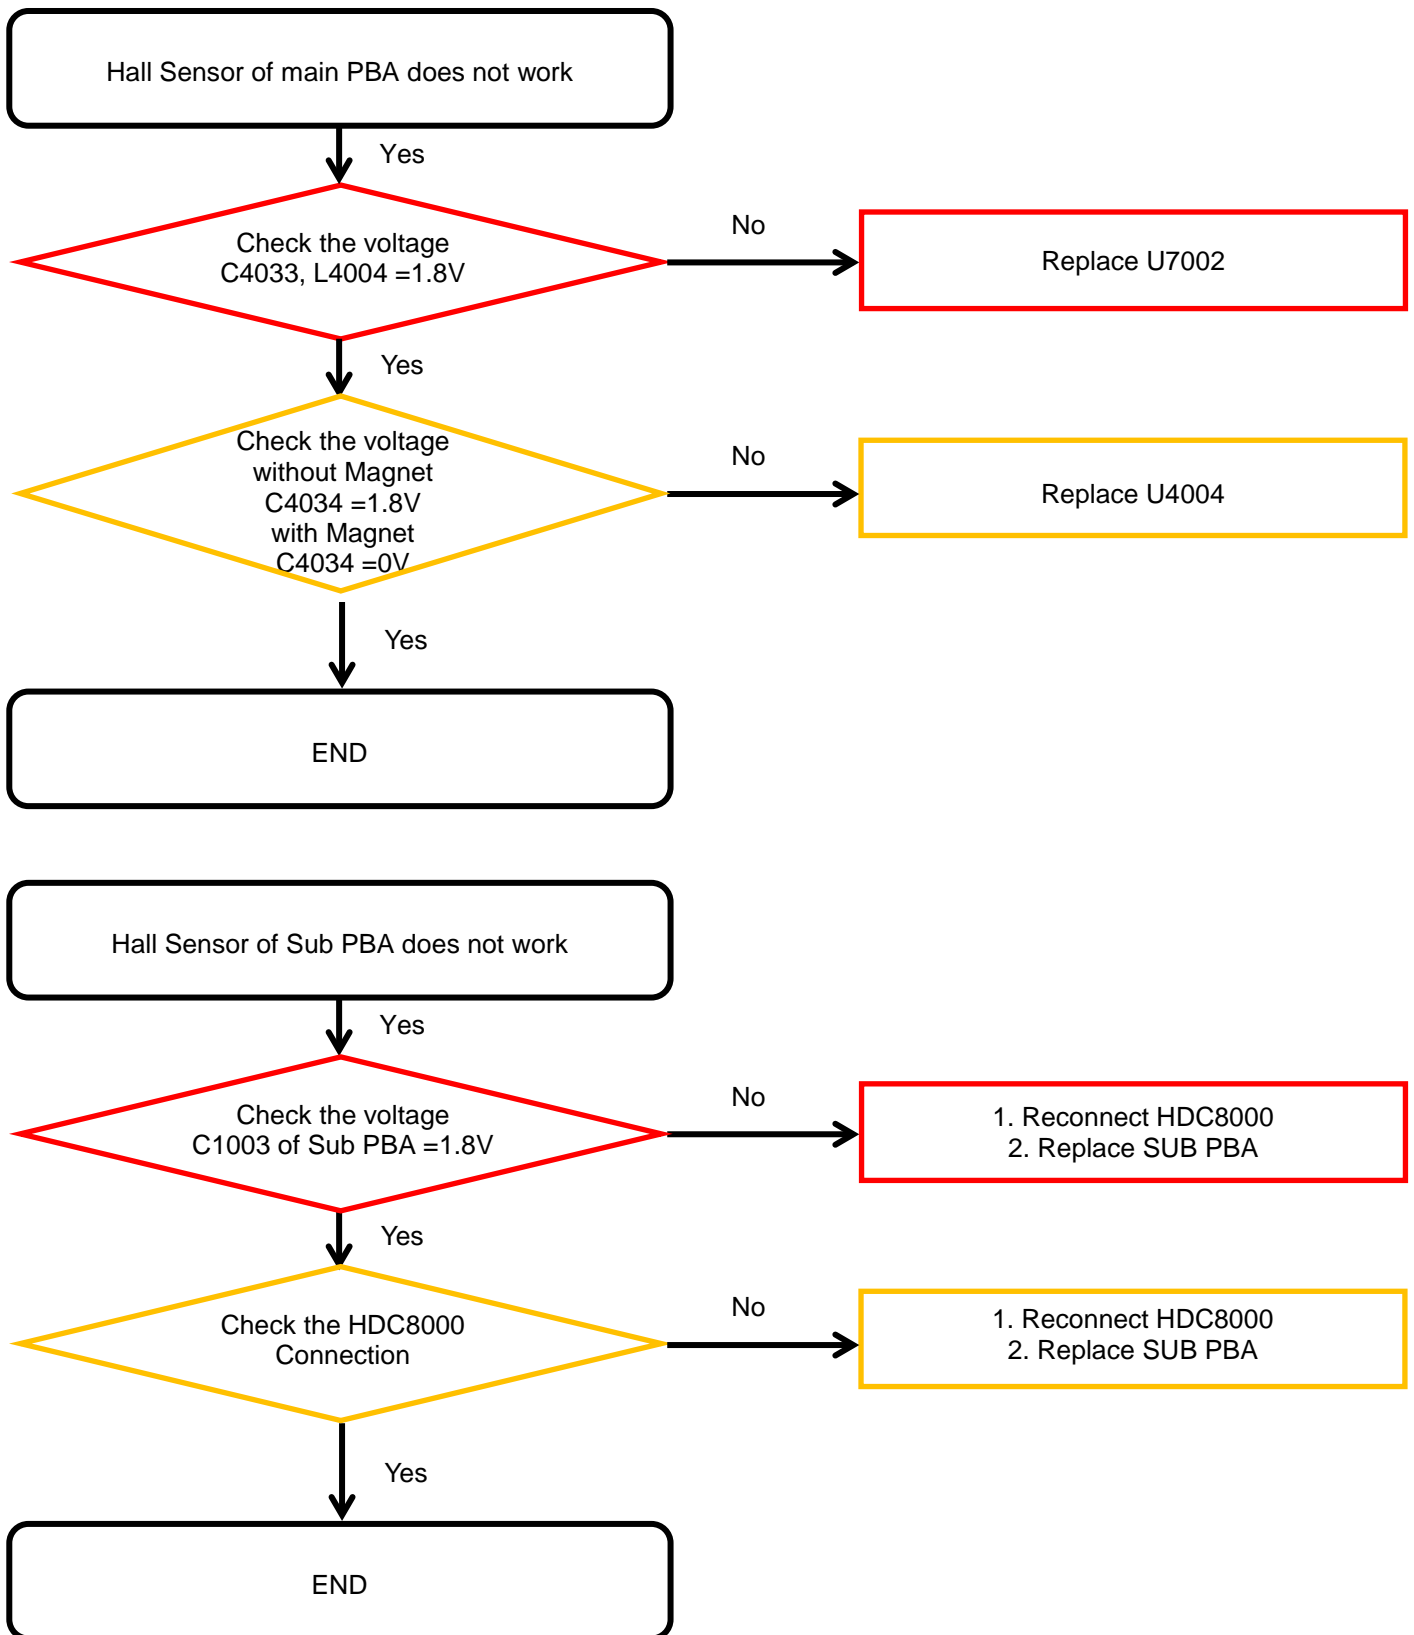 Hall Sensor of main PBA does not work
Yes
Check the voltage
C4033, L4004 =1.8V
No
Replace U7002
Yes
Check the voltage
without Magnet
C4034 =1.8V
with Magnet
C4034 =0V
No
Replace U4004
Yes
END
Hall Sensor of Sub PBA does not work
Yes
Check the voltage
C1003 of Sub PBA =1.8V
No
1. Reconnect HDC8000
2. Replace SUB PBA
Yes
Check the HDC8000
Connection
No
1. Reconnect HDC8000
2. Replace SUB PBA
Yes
END